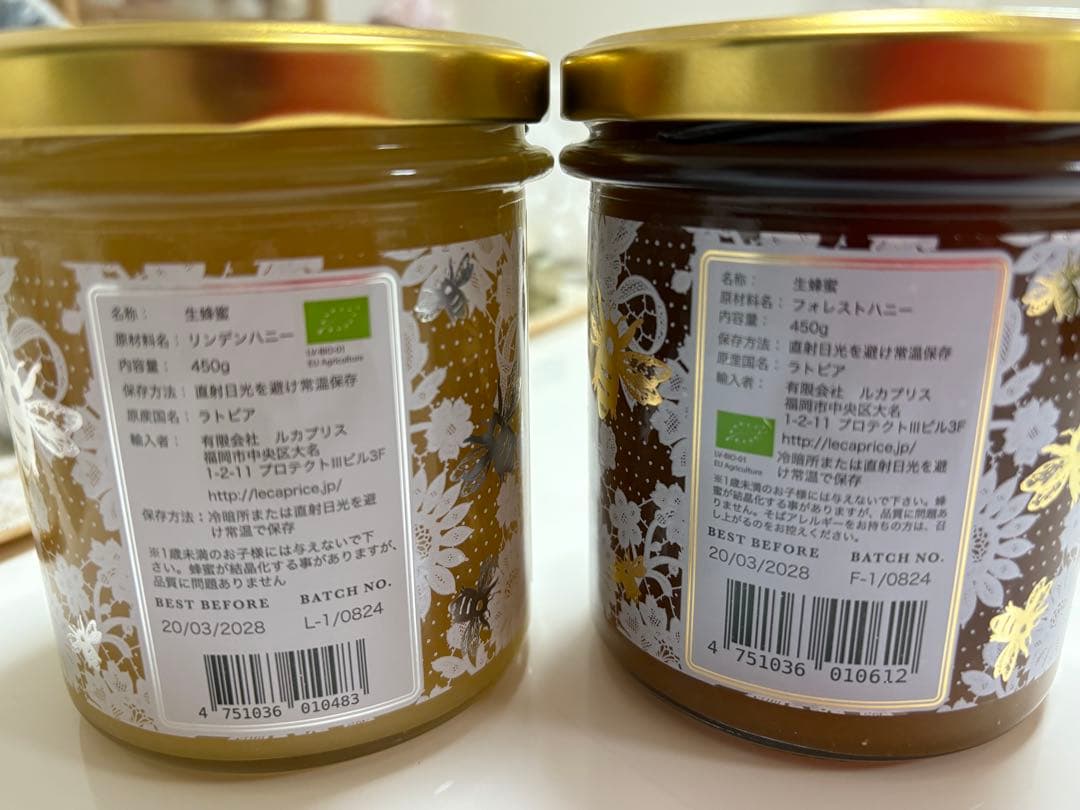 名称： 生蜂蜜
原材料名： リンデンハニー
内容量： 450g
LV-BIO-01
EU Agriculture
保存方法： 直射日光を避け常温保存
原産国名： ラトビア
輸入者： 有限会社 ルカプリス
福岡市中央区大名
1-2-11 プロテクトⅢビル3F
http://lecaprice.jp/
保存方法：冷暗所または直射日光を避
け常温で保存
※1歳未満のお子様には与えないで下
さい。蜂蜜が結晶化する事がありますが、
品質に問題ありません
BEST BEFORE BATCH NO.
20/03/2028 L-1/0824
4 751036 010483
名称： 生蜂蜜
原材料名： フォレストハニー
内容量： 450g
保存方法： 直射日光を避け常温保存
原産国名： ラトビア
輸入者： 有限会社 ルカプリス
福岡市中央区大名
1-2-11 プロテクトⅢビル3F
http://lecaprice.jp/
冷暗所または直射日光を避
け常温で保存
LV-BIO-01
EU Agriculture
※1歳未満のお子様には与えないで下さい。蜂
蜜が結晶化する事がありますが、品質に問題あ
りません。そばアレルギーをお持ちの方は、召
し上がるのをお控えください。
BEST BEFORE BATCH NO.
20/03/2028 F-1/0824
4 751036 010612